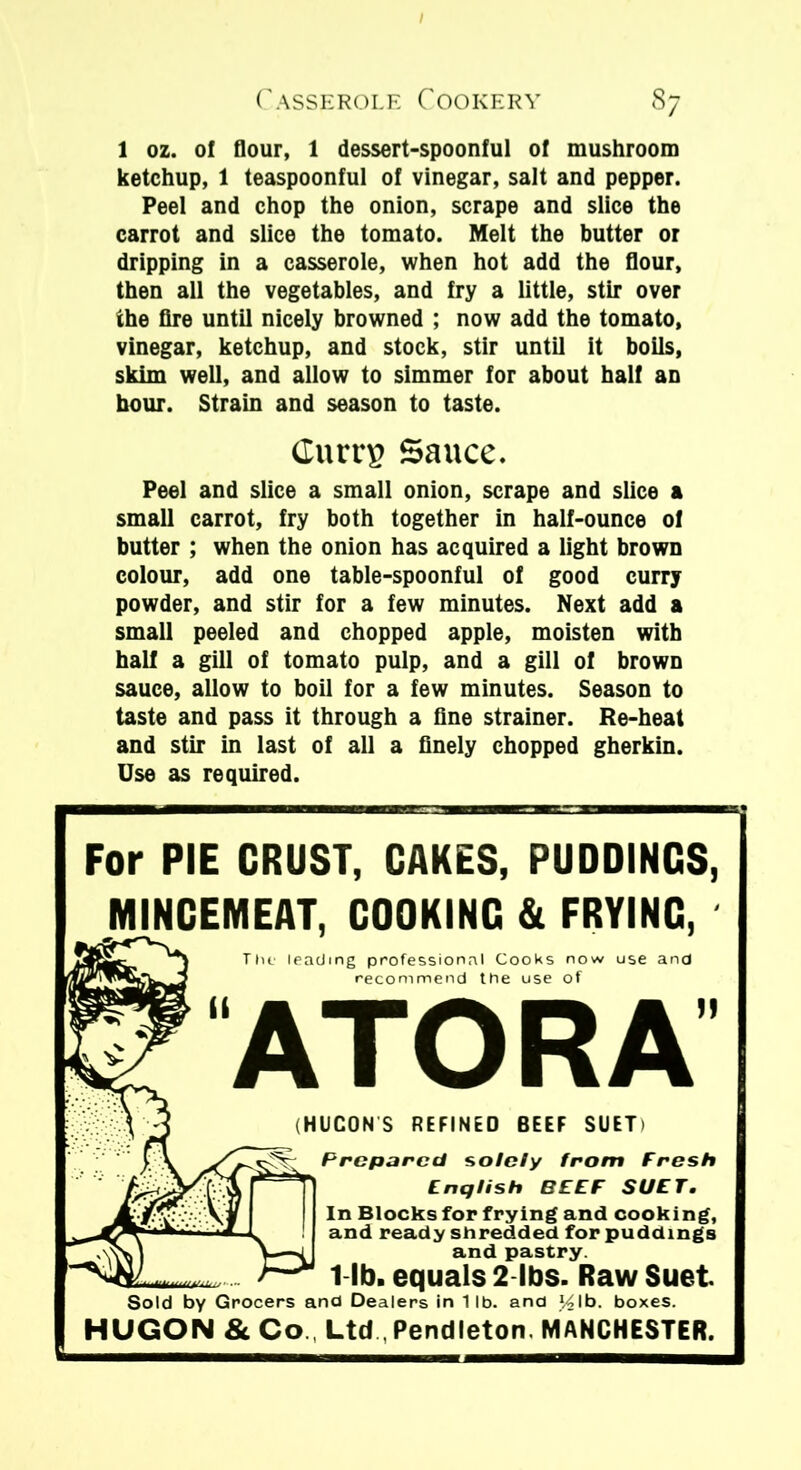 CASSEROLE COOKERY 87
1 oz. of flour, 1 dessert-spoonful of mushroom
ketchup, 1 teaspoonful of vinegar, salt and pepper.
Peel and chop the onion, scrape and slice the
carrot and slice the tomato. Melt the butter or
dripping in a casserole, when hot add the flour,
then all the vegetables, and fry a little, stir over
the fire until nicely browned ; now add the tomato,
vinegar, ketchup, and stock, stir until it boils,
skim well, and allow to simmer for about half an
hour. Strain and season to taste.
Curry Sauce.
Peel and slice a small onion, scrape and slice a
small carrot, fry both together in half-ounce of
butter ; when the onion has acquired a light brown
colour, add one table-spoonful of good curry
powder, and stir for a few minutes. Next add a
small peeled and chopped apple, moisten with
half a gill of tomato pulp, and a gill of brown
sauce, allow to boil for a few minutes. Season to
taste and pass it through a fine strainer. Re-heat
and stir in last of all a finely chopped gherkin.
Use as required.
For PIE CRUST, CAKES, PUDDINGS,
MINCEMEAT, COOKING & FRYING,
The leading professional Cooks now use and
recommend the use of
"ATORA"
(HUGON'S REFINED BEEF SUET)
Prepared solely from Fresh
English BEEF SUET.
In Blocks for frying and cooking,
and ready shredded for puddings
and pastry.
1-lb. equals 2-lbs. Raw Suet.
Sold by Grocers and Dealers in 1 lb. and ½lb. boxes.
HUGON & Co., Ltd., Pendleton, MANCHESTER.